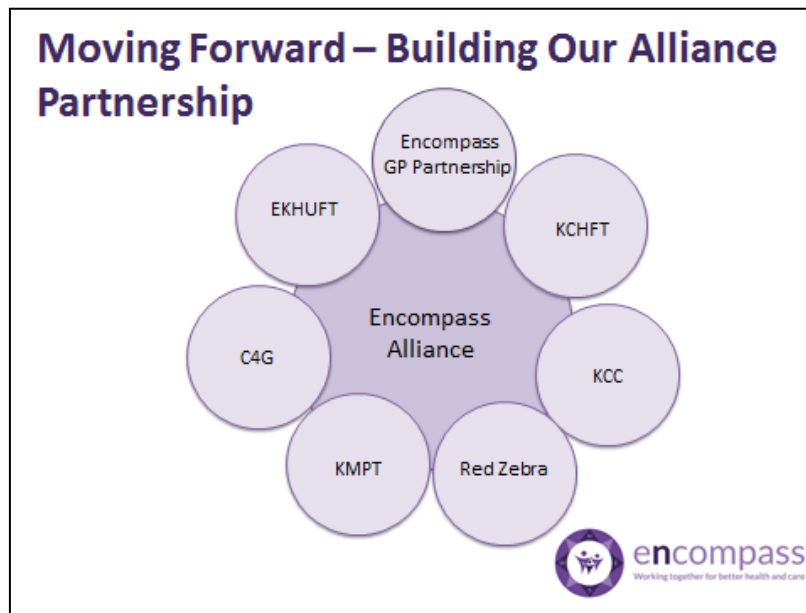 Moving Forward – Building Our Alliance
Partnership
Encompass
GP Partnership
EKHUFT
KCHFT
Encompass
Alliance
C4G
KCC
KMPT
Red Zebra
encompass
Working together for better health and care